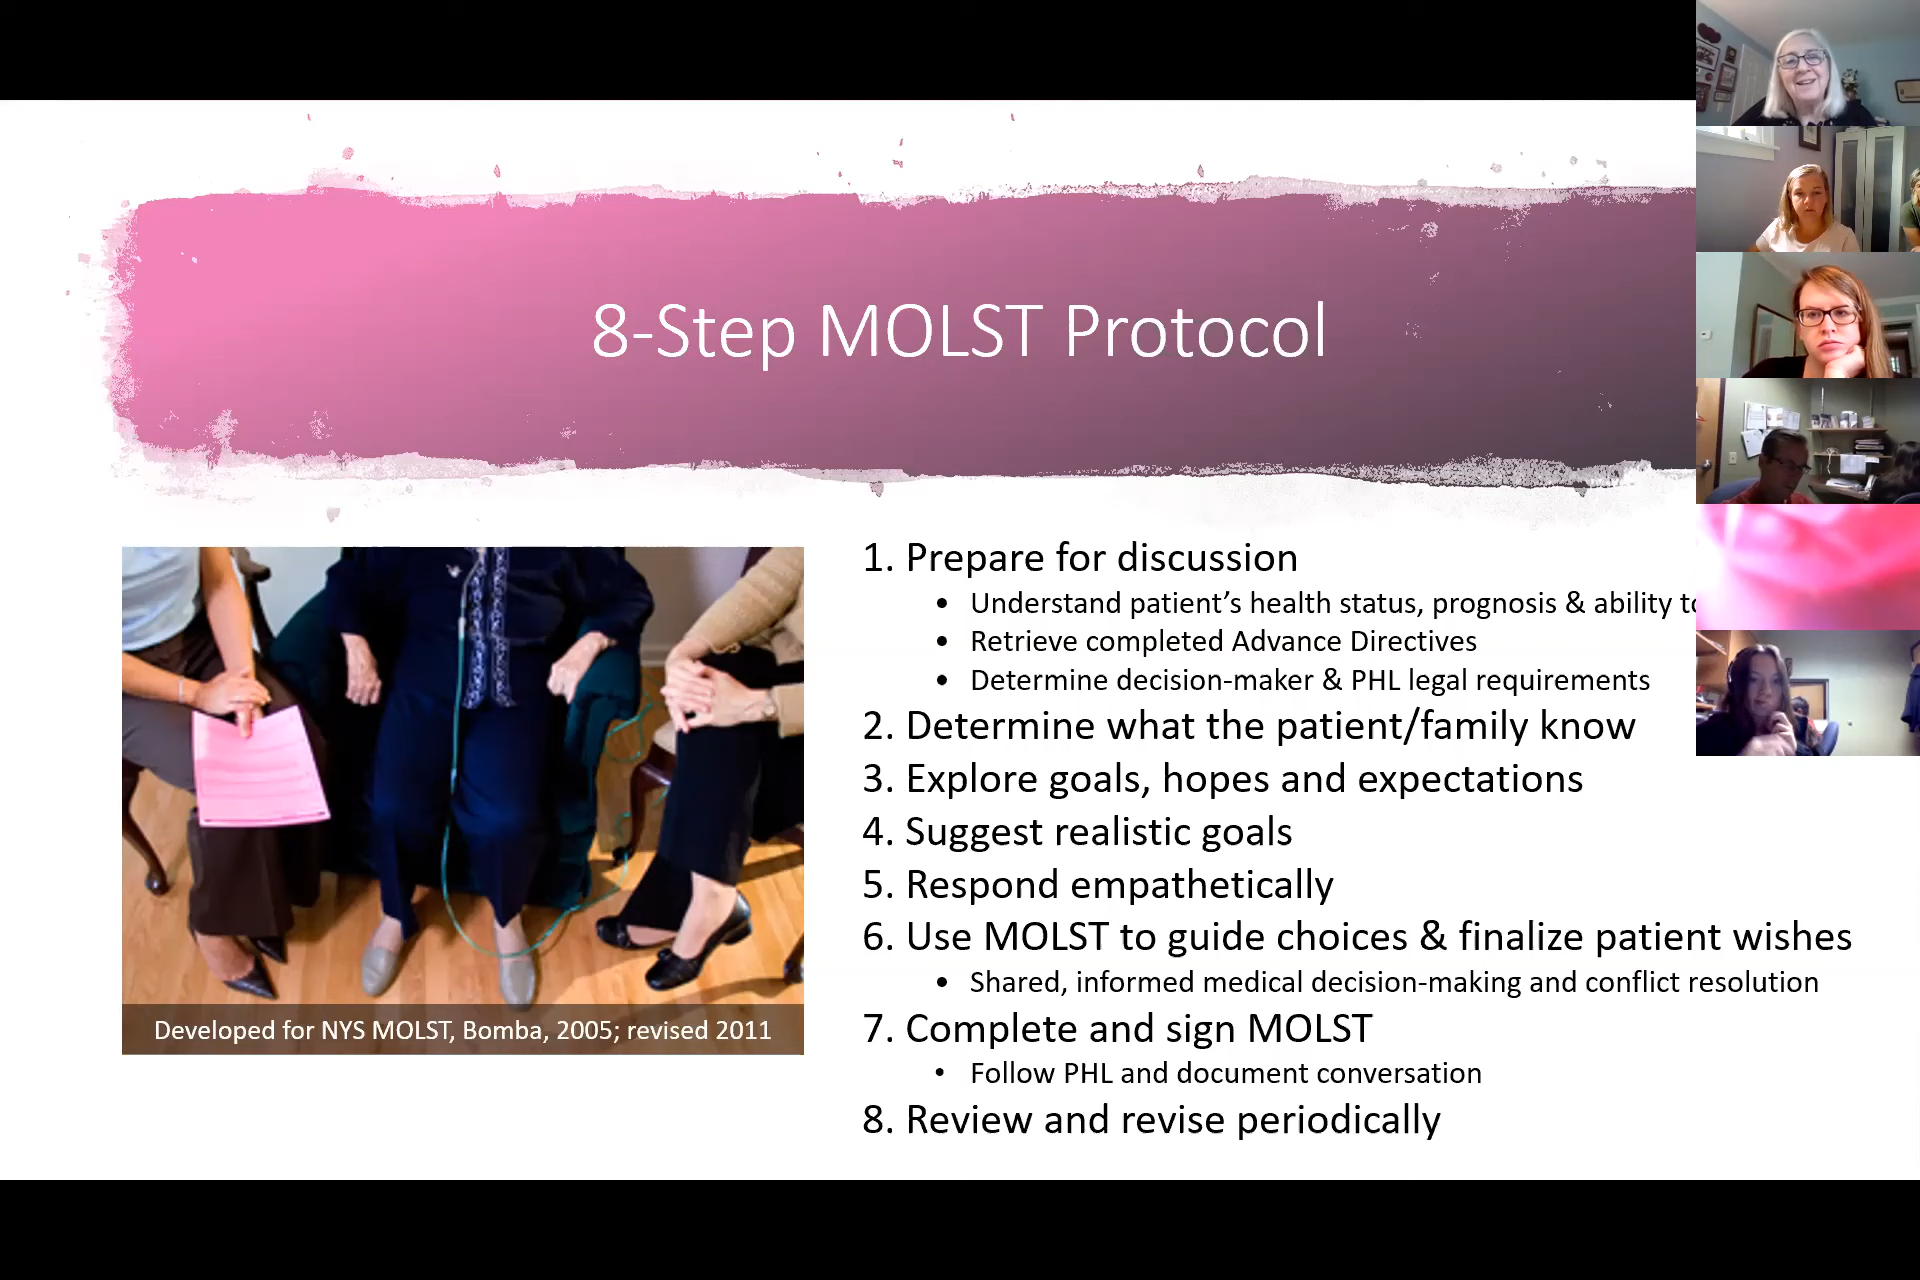 8-Step MOLST Protocol
1. Prepare for discussion
• Understand patient's health status, prognosis & ability
• Retrieve completed Advance Directives
• Determine decision-maker & PHL legal requirements
2. Determine what the patient/family know
3. Explore goals, hopes and expectations
4. Suggest realistic goals
5. Respond empathetically
6. Use MOLST to guide choices & finalize patient wishes
• Shared, informed medical decision-making and conflict resolution
7. Complete and sign MOLST
• Follow PHL and document conversation
8. Review and revise periodically
Developed for NYS MOLST, Bomba, 2005; revised 2011